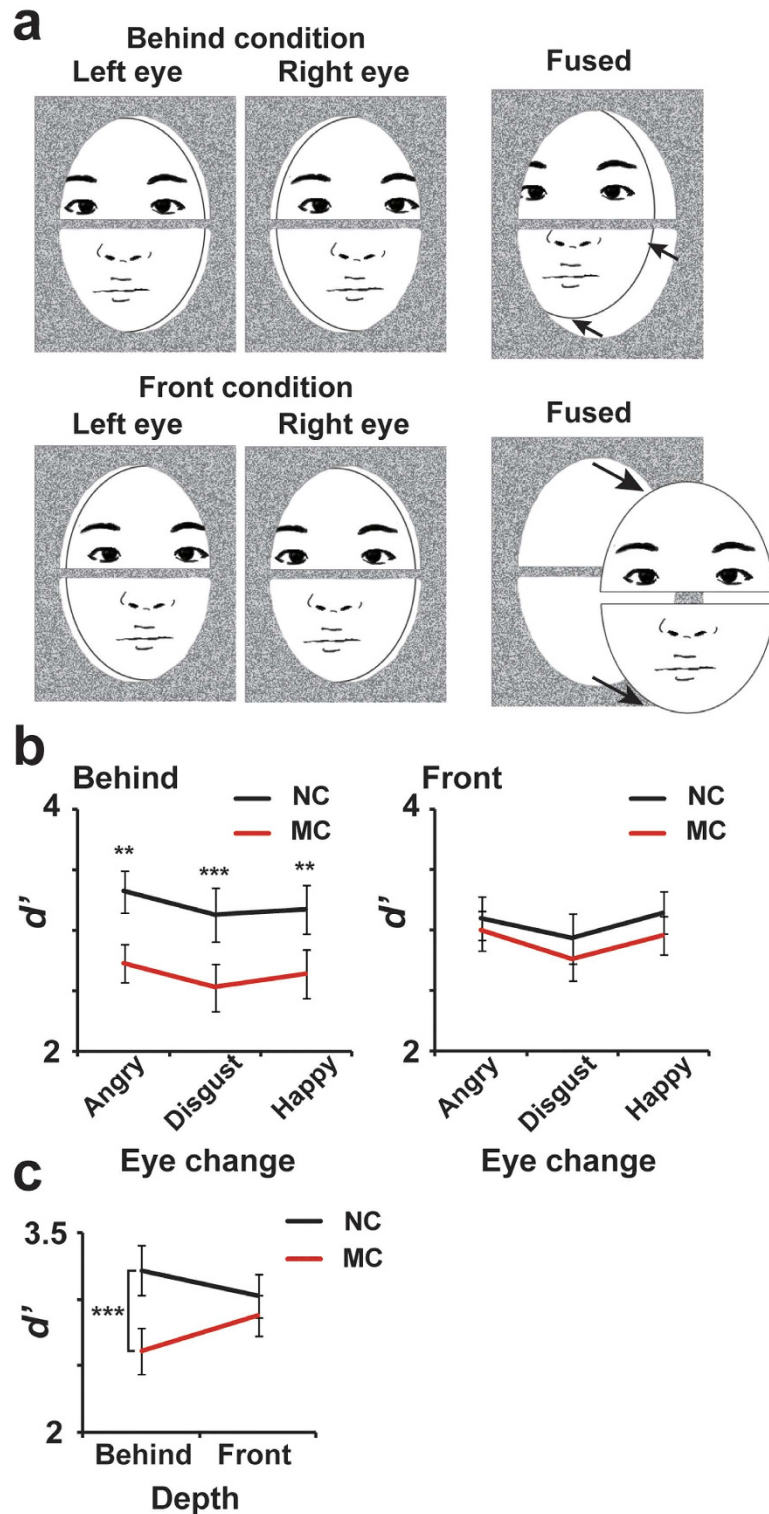 a
Behind condition
Left eye Right eye Fused
Front condition
Left eye Right eye Fused
b
Behind Front
NC NC
MC MC
4 4
** *** **
d'
2 2
Angry Disgust Happy Angry Disgust Happy
Eye change Eye change
c
NC
3.5
MC
***
d'
2
Behind Front
Depth